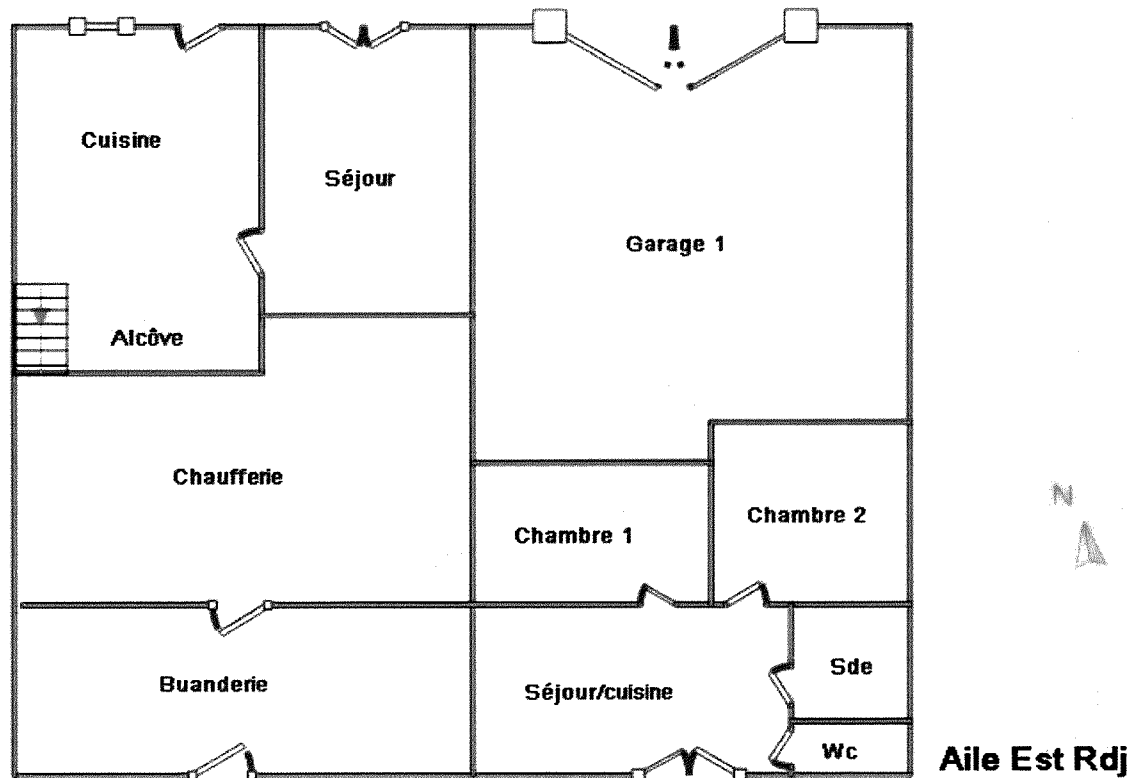 Cuisine
Séjour
Garage 1
Alcôve
Chaufferie
Chambre 1
Chambre 2
N
Buanderie
Séjour/cuisine
Sde
Wc
Aile Est Rdj